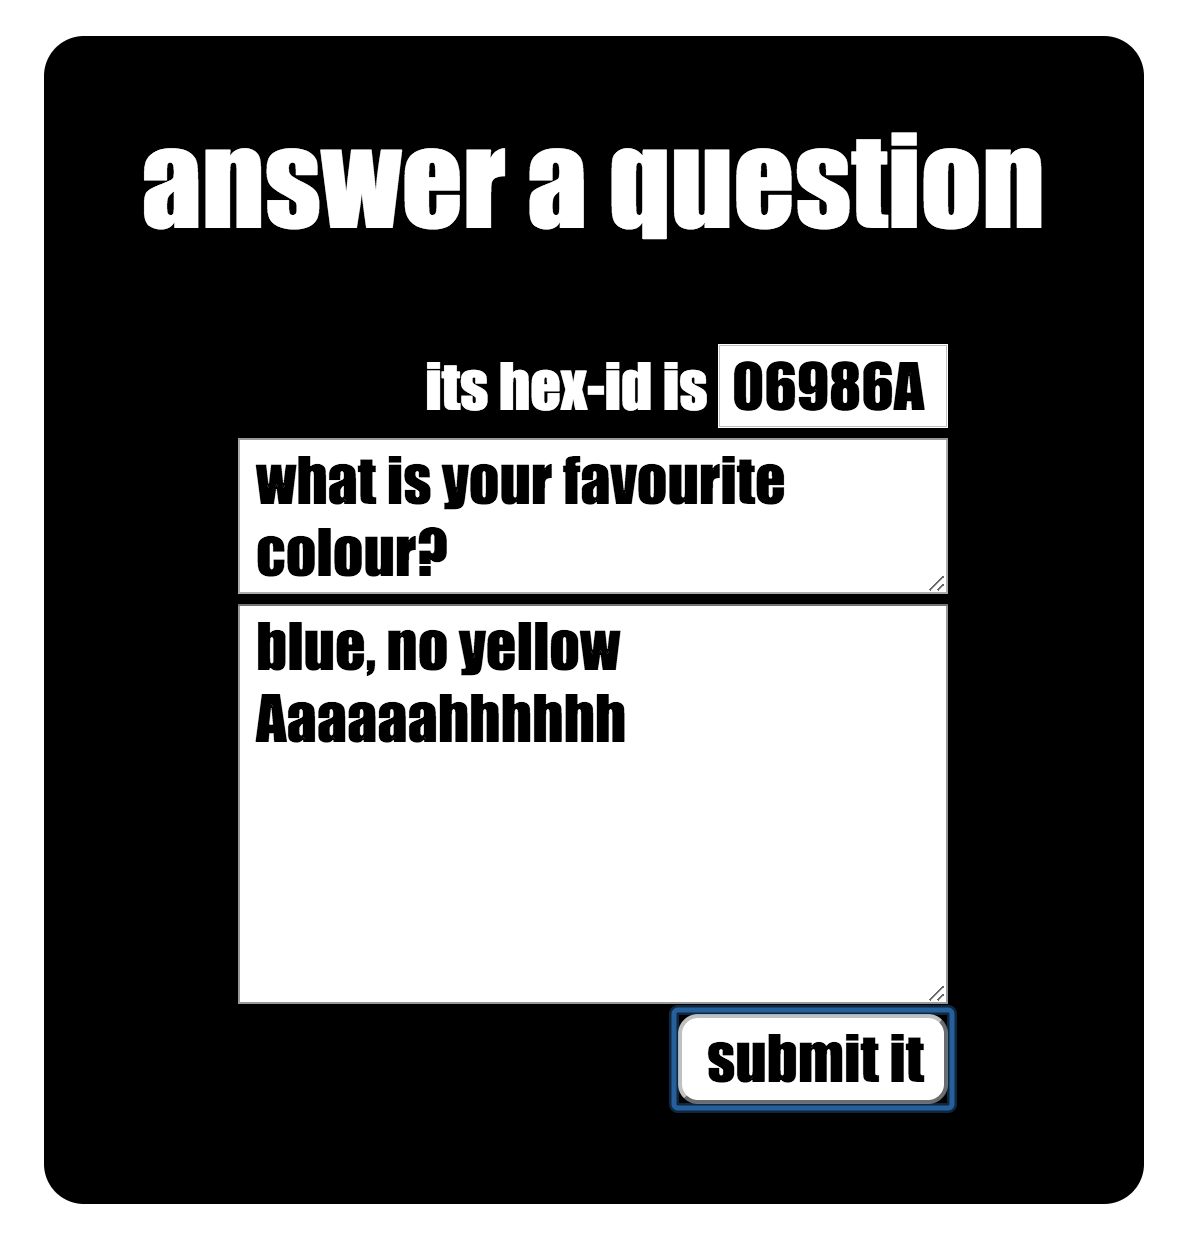 answer a question
its hex-id is 06986A
what is your favourite
colour?
blue, no yellow
Aaaaaahhhhhh
submit it